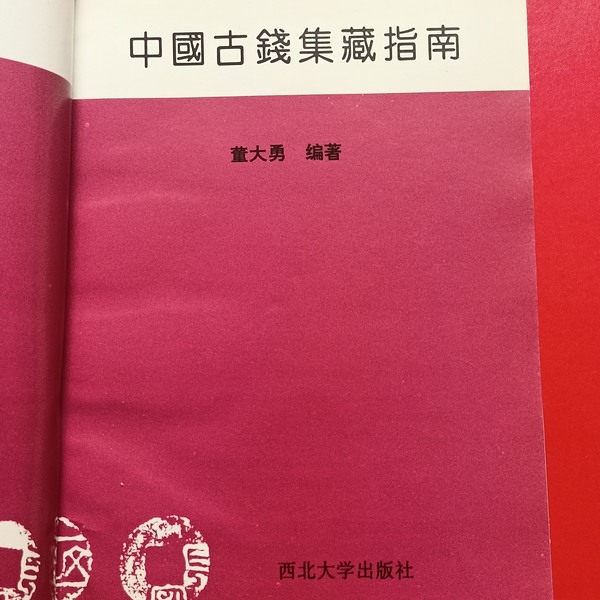 中國古錢集藏指南
董大勇 编著
西北大学出版社